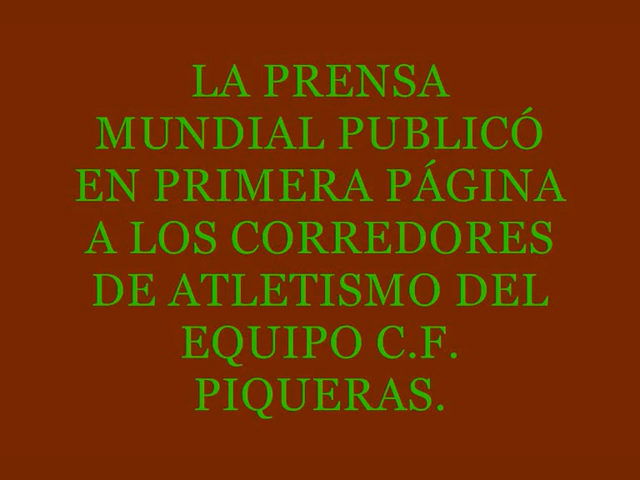 LA PRENSA
MUNDIAL PUBLICÓ
EN PRIMERA PÁGINA
A LOS CORREDORES
DE ATLETISMO DEL
EQUIPO C.F.
PIQUERAS.